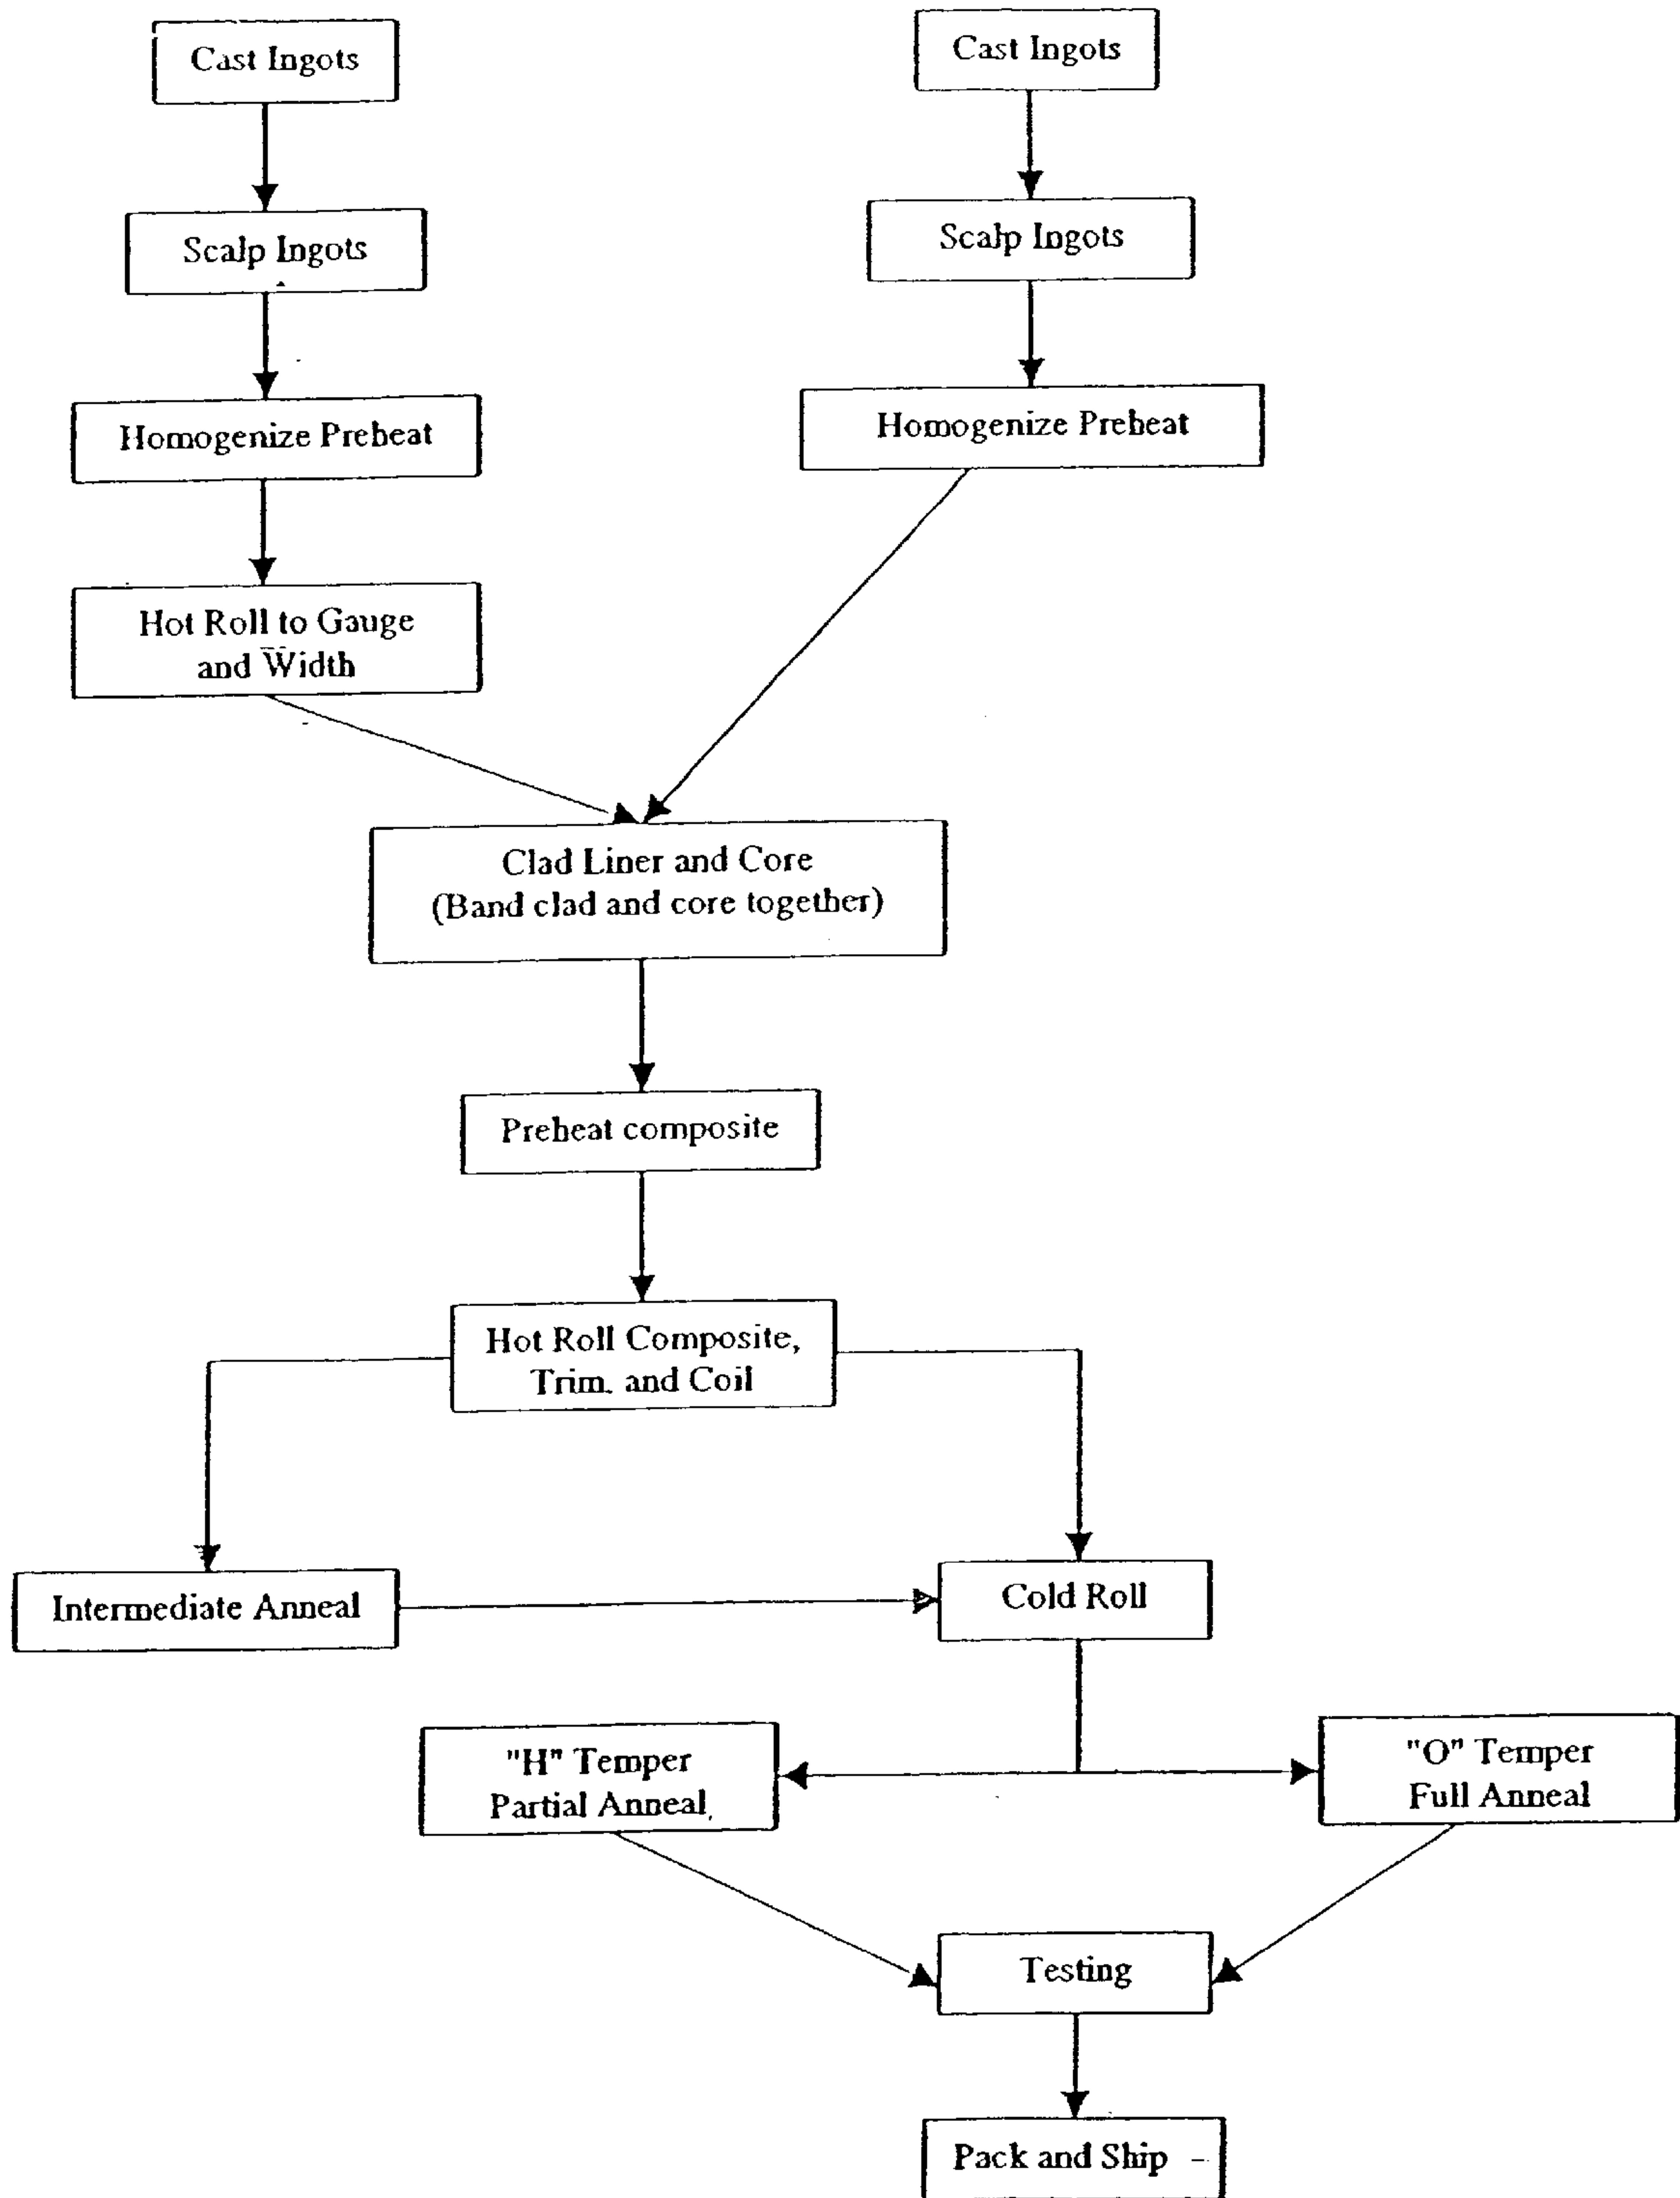 Cast Ingots
Cast Ingots
Scalp Ingots
Scalp Ingots
Homogenize Preheat
Homogenize Preheat
Hot Roll to Gauge
and Width
Clad Liner and Core
(Band clad and core together)
Preheat composite
Hot Roll Composite,
Trim. and Coil
Intermediate Anneal
Cold Roll
"H" Temper
Partial Anneal,
"O" Temper
Full Anneal
Testing
Pack and Ship